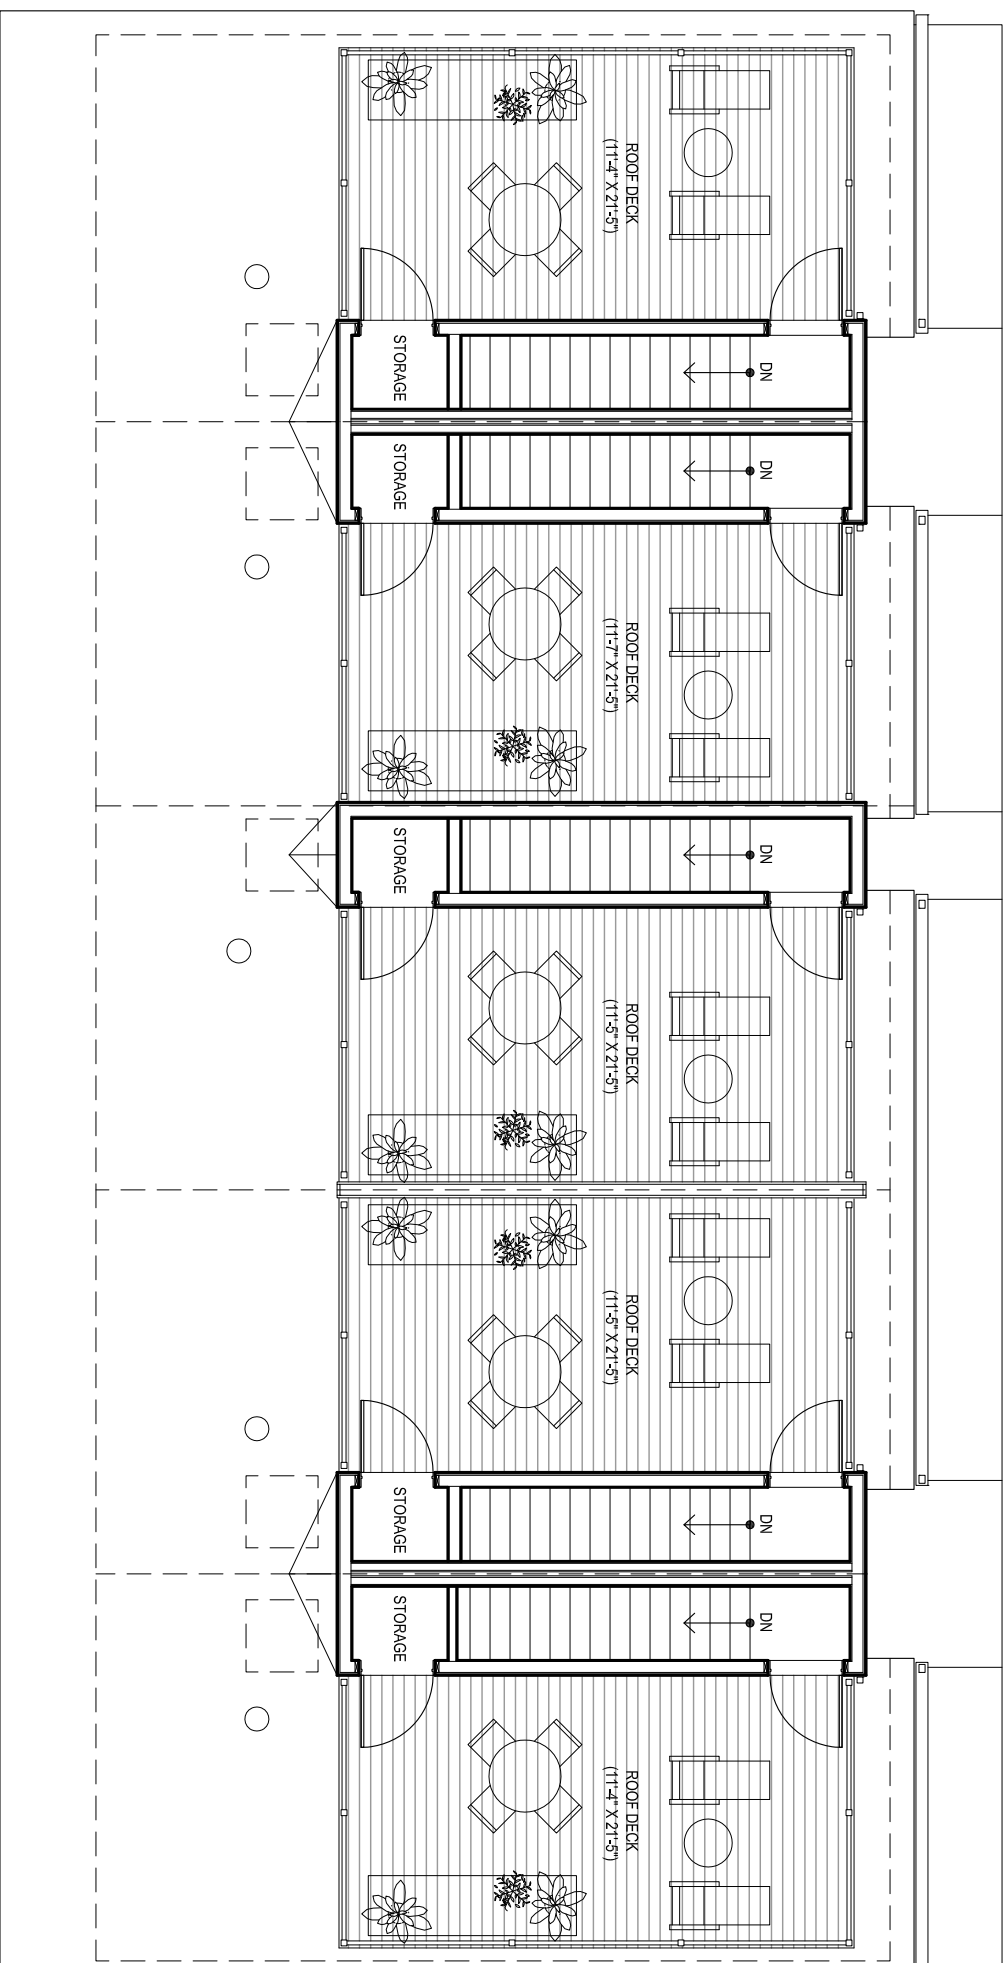 ROOF DECK
(11'-4" X 21'-5")
DN
STORAGE
DN
STORAGE
ROOF DECK
(11'-7" X 21'-5")
DN
STORAGE
ROOF DECK
(11'-5" X 21'-5")
ROOF DECK
(11'-5" X 21'-5")
DN
STORAGE
DN
STORAGE
ROOF DECK
(11'-4" X 21'-5")